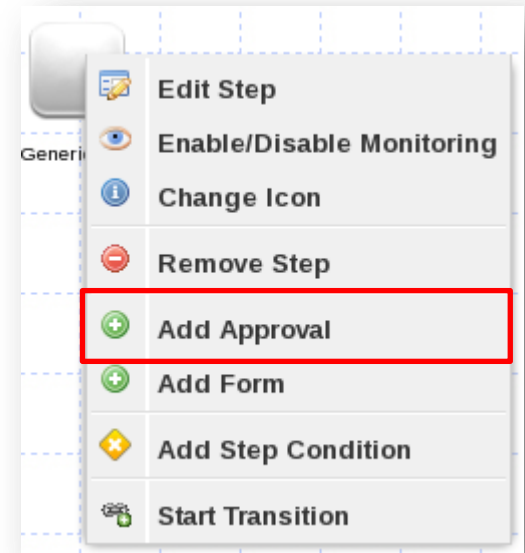 Edit Step
Generi
Enable/Disable Monitoring
Change Icon
Remove Step
Add Approval
Add Form
Add Step Condition
Start Transition